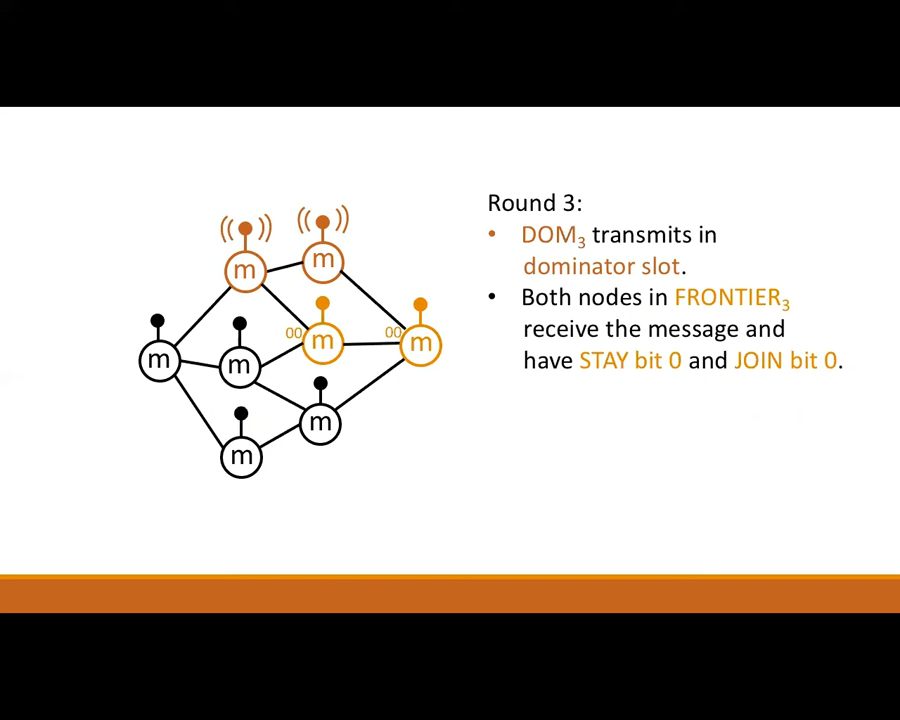 Round 3:
• DOM₃ transmits in
dominator slot.
• Both nodes in FRONTIER₃
receive the message and
have STAY bit 0 and JOIN bit 0.
m
m
00
m
00
m
m
m
m
m